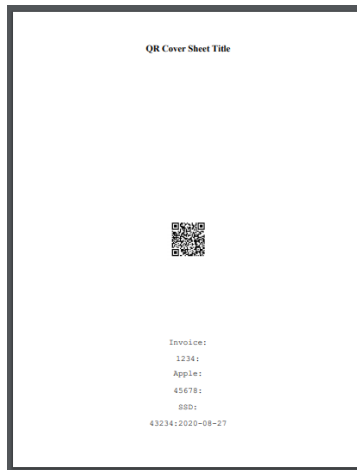 QR Cover Sheet Title
Invoice:
1234:
Apple:
45678:
SSD:
43234:2020-08-27